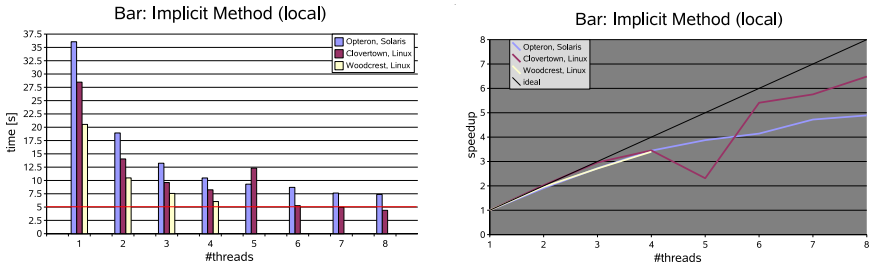 Bar: Implicit Method (local)
37.5
35
32.5
30
27.5
25
22.5
20
17.5
15
12.5
10
7.5
5
2.5
0
time [s]
Opteron, Solaris
Clovertown, Linux
Woodcrest, Linux
1 2 3 4 5 6 7 8
#threads
Bar: Implicit Method (local)
8
7
6
5
4
3
2
1
0
speedup
Opteron, Solaris
Clovertown, Linux
Woodcrest, Linux
ideal
1 2 3 4 5 6 7 8
#threads